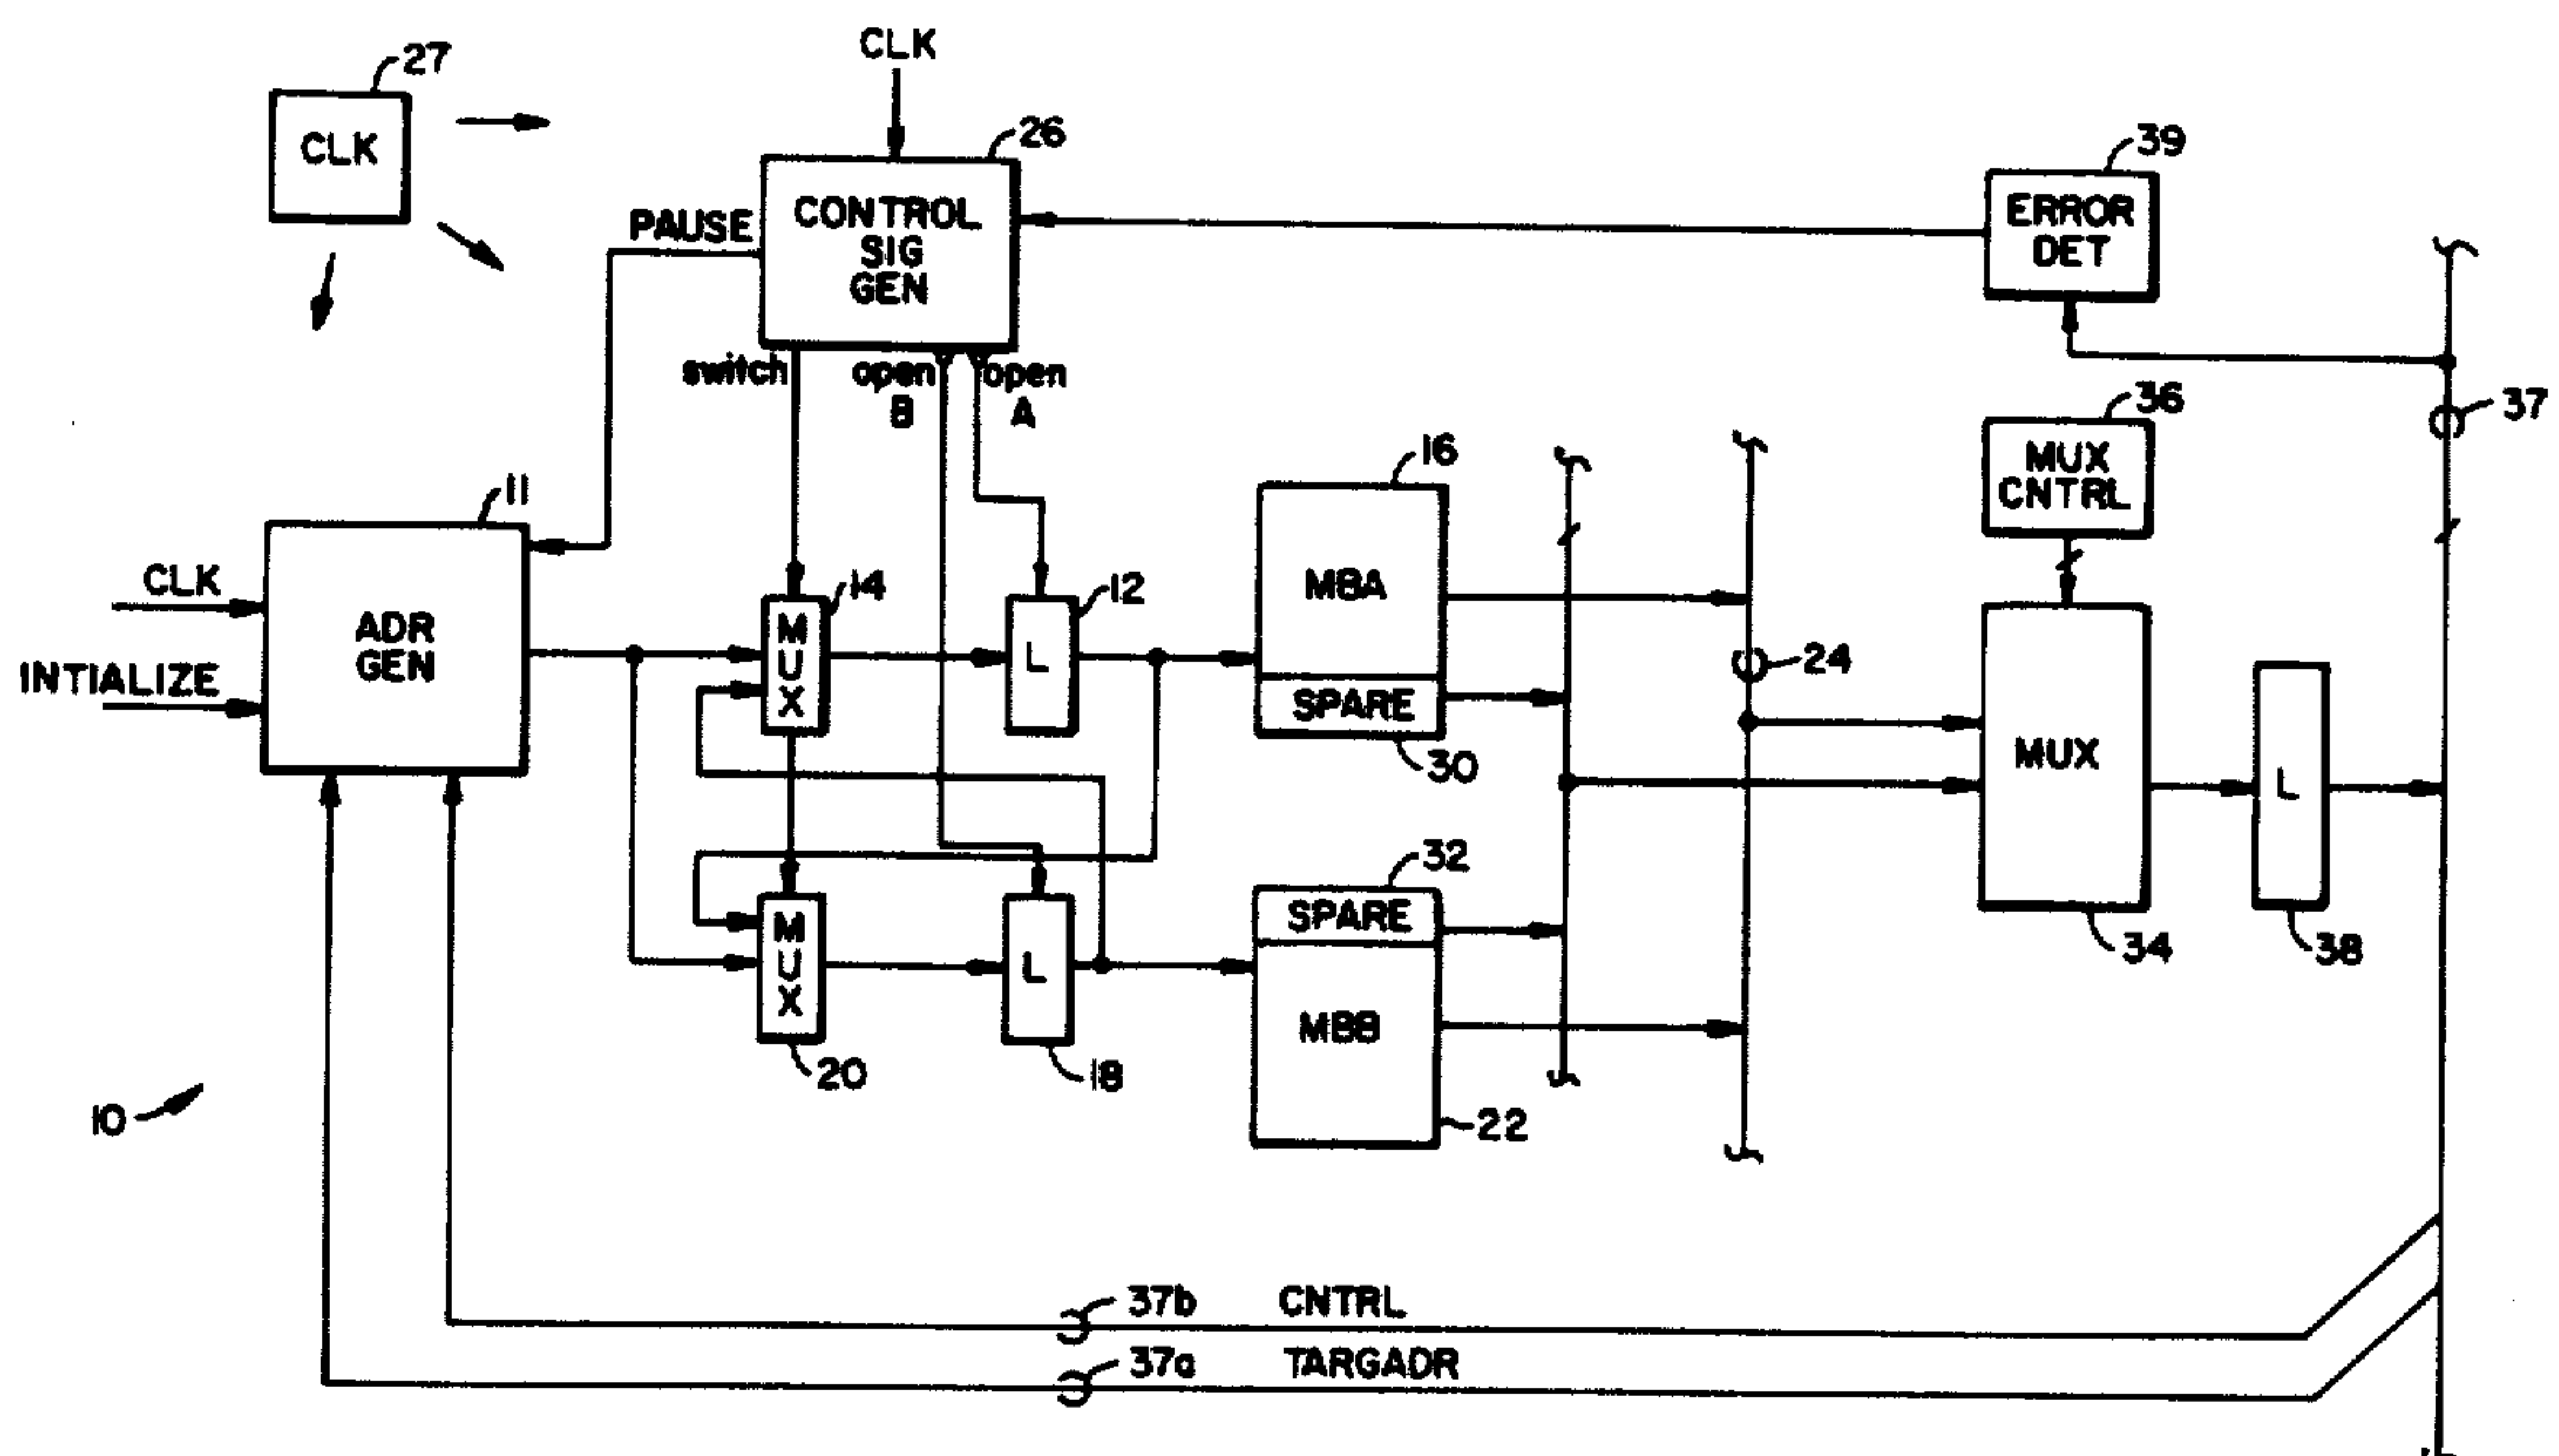 CLK
27
CLK
26
39
CONTROL
SIG
GEN
PAUSE
ERROR
DET
switch
open
B
open
A
36
37
MUX
CNTRL
11
16
CLK
ADR
GEN
INTIALIZE
14
MUX
12
L
MBA
SPARE
30
24
MUX
34
L
38
32
SPARE
MBB
22
MUX
20
L
18
10
37b
CNTRL
37a
TARGADR